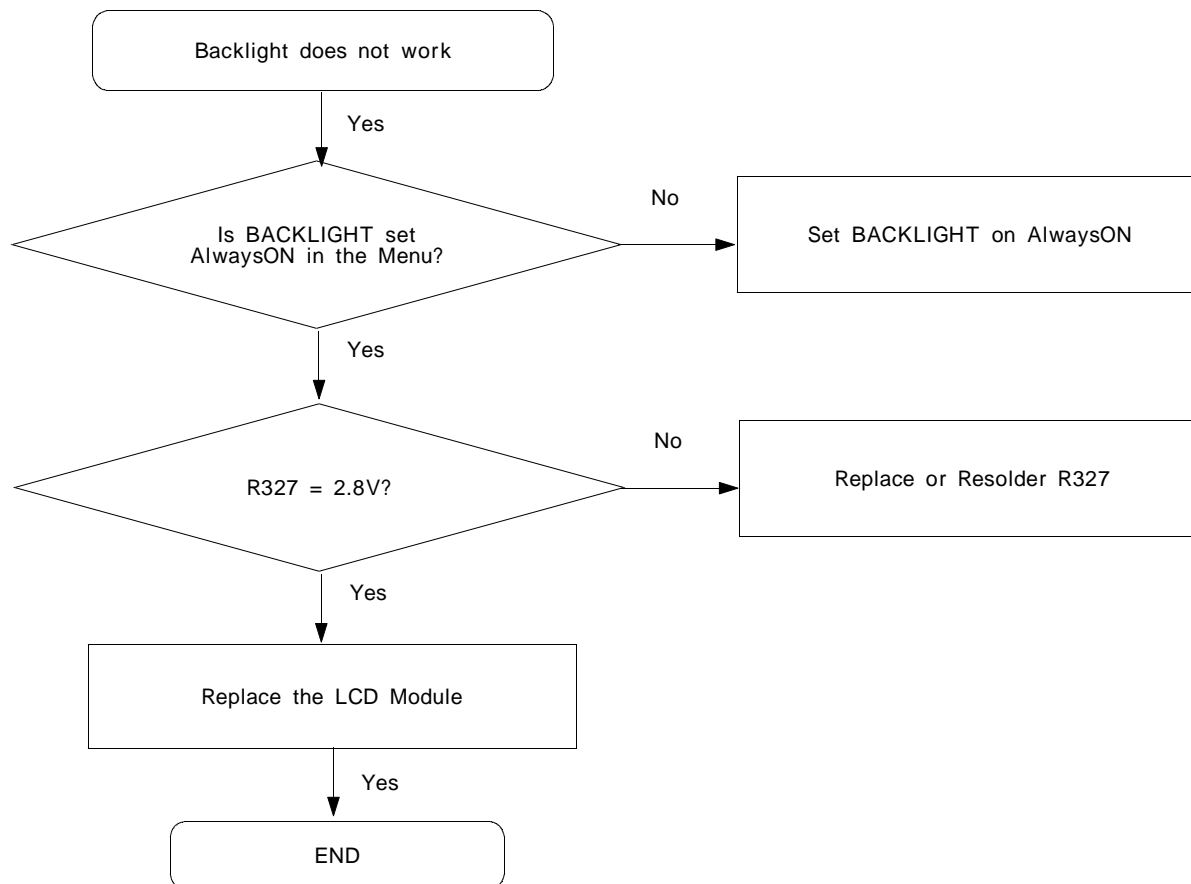 Backlight does not work
Yes
Is BACKLIGHT set
AlwaysON in the Menu?
No
Set BACKLIGHT on AlwaysON
Yes
R327 = 2.8V?
No
Replace or Resolder R327
Yes
Replace the LCD Module
Yes
END